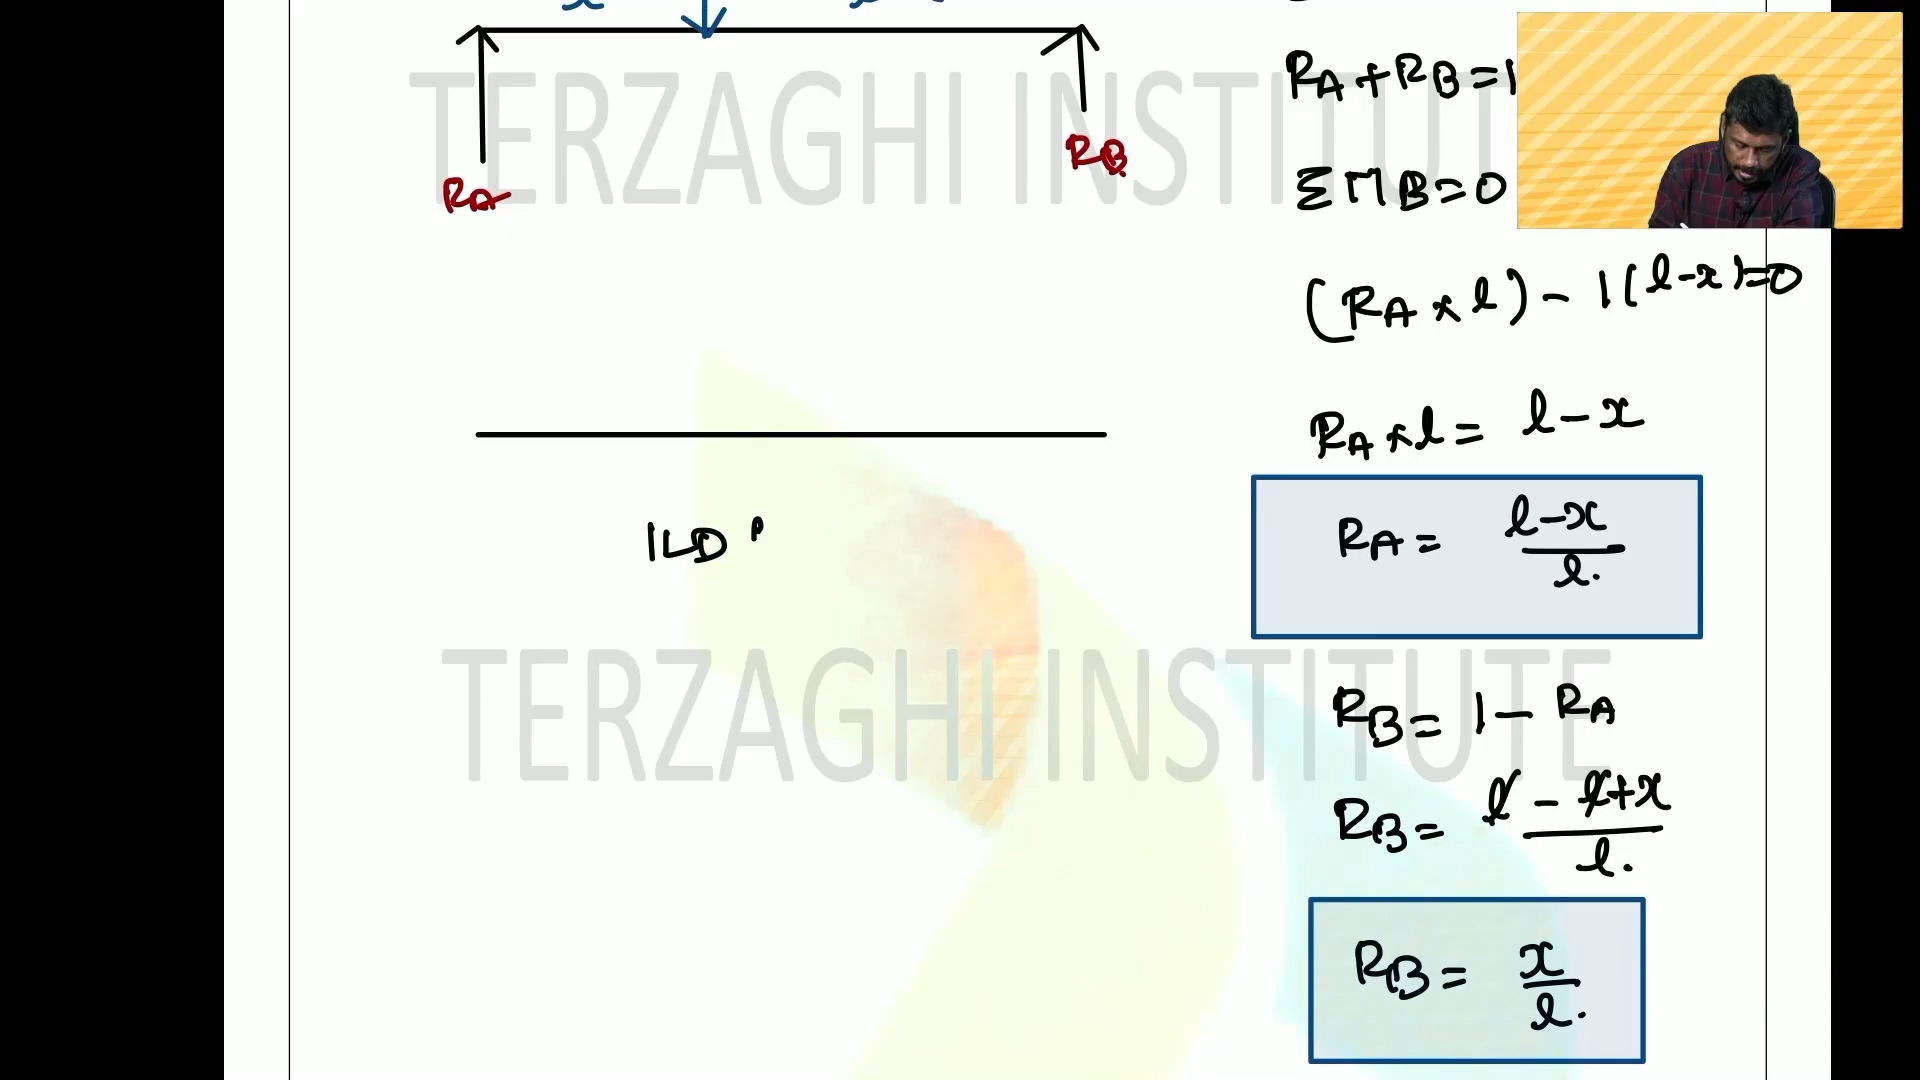 x
RA + RB = 1
TERZAGHI INSTITUT
RB
RA
ΣMB = 0
(RA × l) - 1(l-x) = 0
RA × l = l - x
RA = l-x / l.
ILD
TERZAGHI INSTITUTE
RB = 1 - RA
RB = l - l+x / l.
RB = x / l.